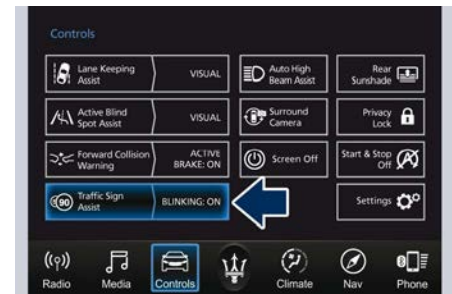 Controls
Lane Keeping
Assist
VISUAL
Auto High
Beam Assist
Rear
Sunshade
Active Blind
Spot Assist
VISUAL
Surround
Camera
Privacy
Lock
Forward Collision
Warning
ACTIVE
BRAKE: ON
Screen Off
Start & Stop
Off
90
Traffic Sign
Assist
BLINKING: ON
Settings
Radio
Media
Controls
Climate
Nav
Phone